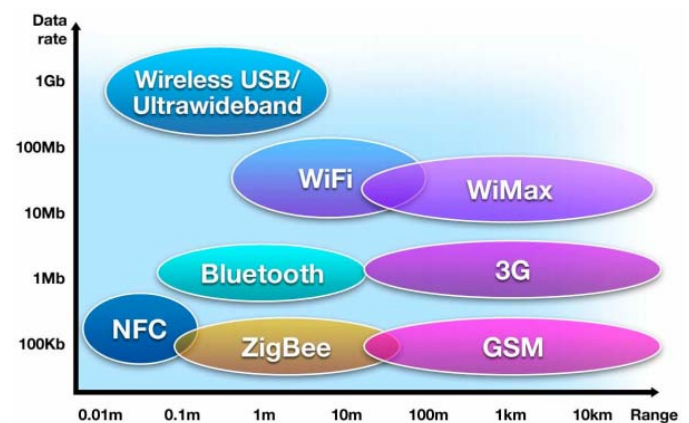 Data
rate
1Gb
Wireless USB/
Ultrawideband
100Mb
WiFi
WiMax
10Mb
Bluetooth
3G
1Mb
NFC
ZigBee
GSM
100Kb
0.01m 0.1m 1m 10m 100m 1km 10km Range